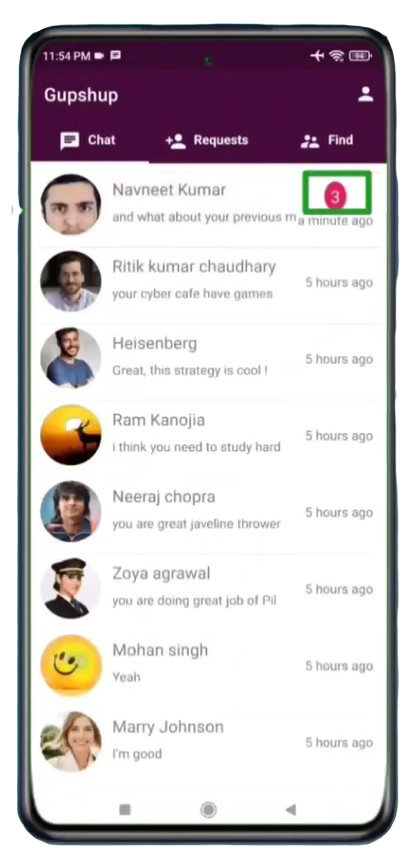 11:54 PM
94
Gupshup
Chat
Requests
Find
Navneet Kumar
3
and what about your previous m
a minute ago
Ritik kumar chaudhary
your cyber cafe have games
5 hours ago
Heisenberg
Great, this strategy is cool !
5 hours ago
Ram Kanojia
i think you need to study hard
5 hours ago
Neeraj chopra
you are great javeline thrower
5 hours ago
Zoya agrawal
you are doing great job of Pil
5 hours ago
Mohan singh
Yeah
5 hours ago
Marry Johnson
I'm good
5 hours ago